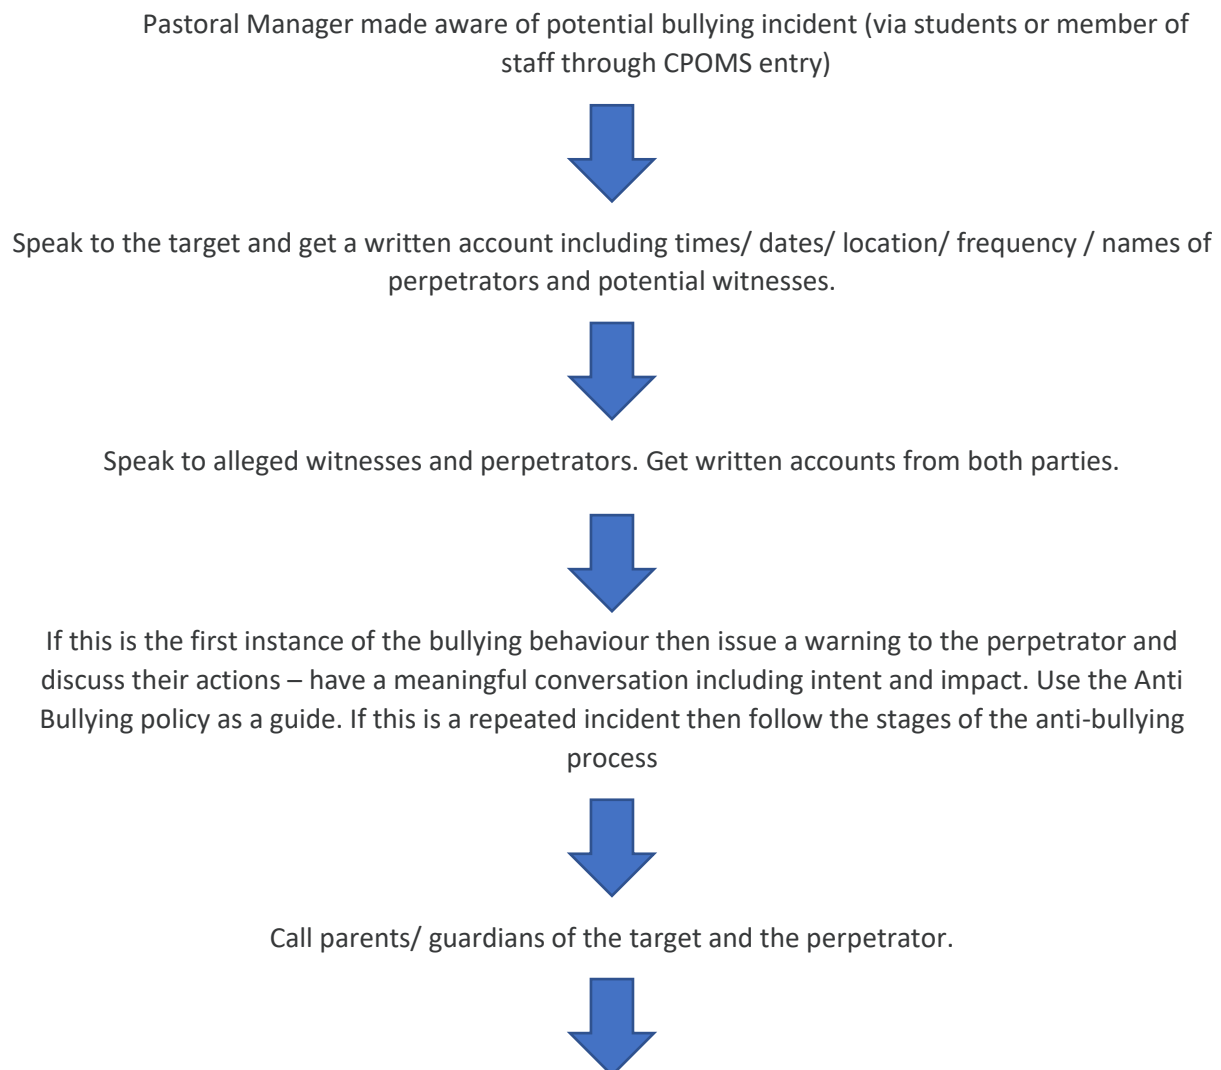 Pastoral Manager made aware of potential bullying incident (via students or member of
staff through CPOMS entry)
Speak to the target and get a written account including times/ dates/ location/ frequency / names of
perpetrators and potential witnesses.
Speak to alleged witnesses and perpetrators. Get written accounts from both parties.
If this is the first instance of the bullying behaviour then issue a warning to the perpetrator and
discuss their actions – have a meaningful conversation including intent and impact. Use the Anti
Bullying policy as a guide. If this is a repeated incident then follow the stages of the anti-bullying
process
Call parents/ guardians of the target and the perpetrator.